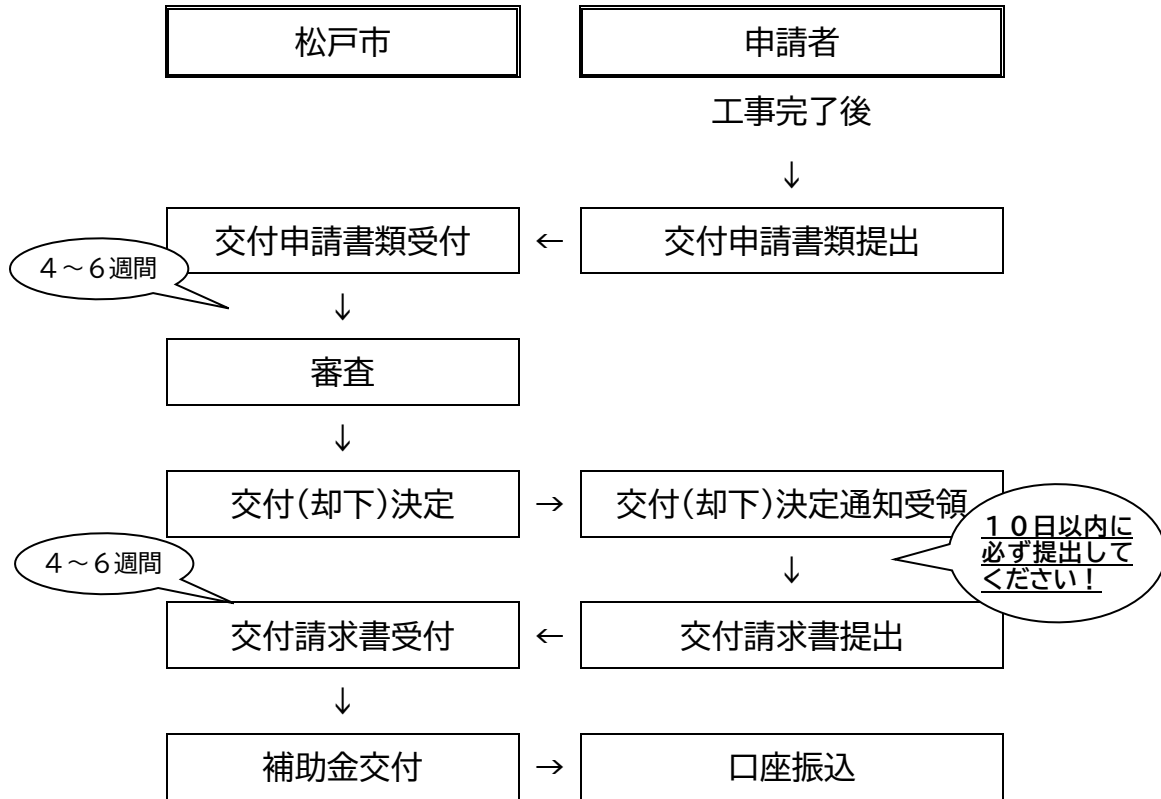 松戸市
申請者
工事完了後
↓
交付申請書類受付
←
交付申請書類提出
４～６週間
↓
審査
↓
交付（却下）決定
→
交付（却下）決定通知受領
１０日以内に
必ず提出して
ください！
４～６週間
↓
交付請求書受付
←
交付請求書提出
↓
補助金交付
→
口座振込